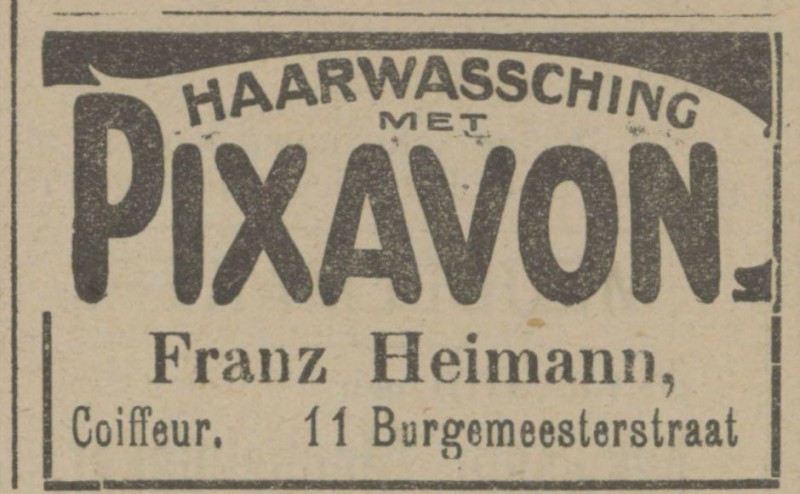 HAARWASSCHING
MET
PIXAVON.
Franz Heimann,
Coiffeur. 11 Burgemeesterstraat